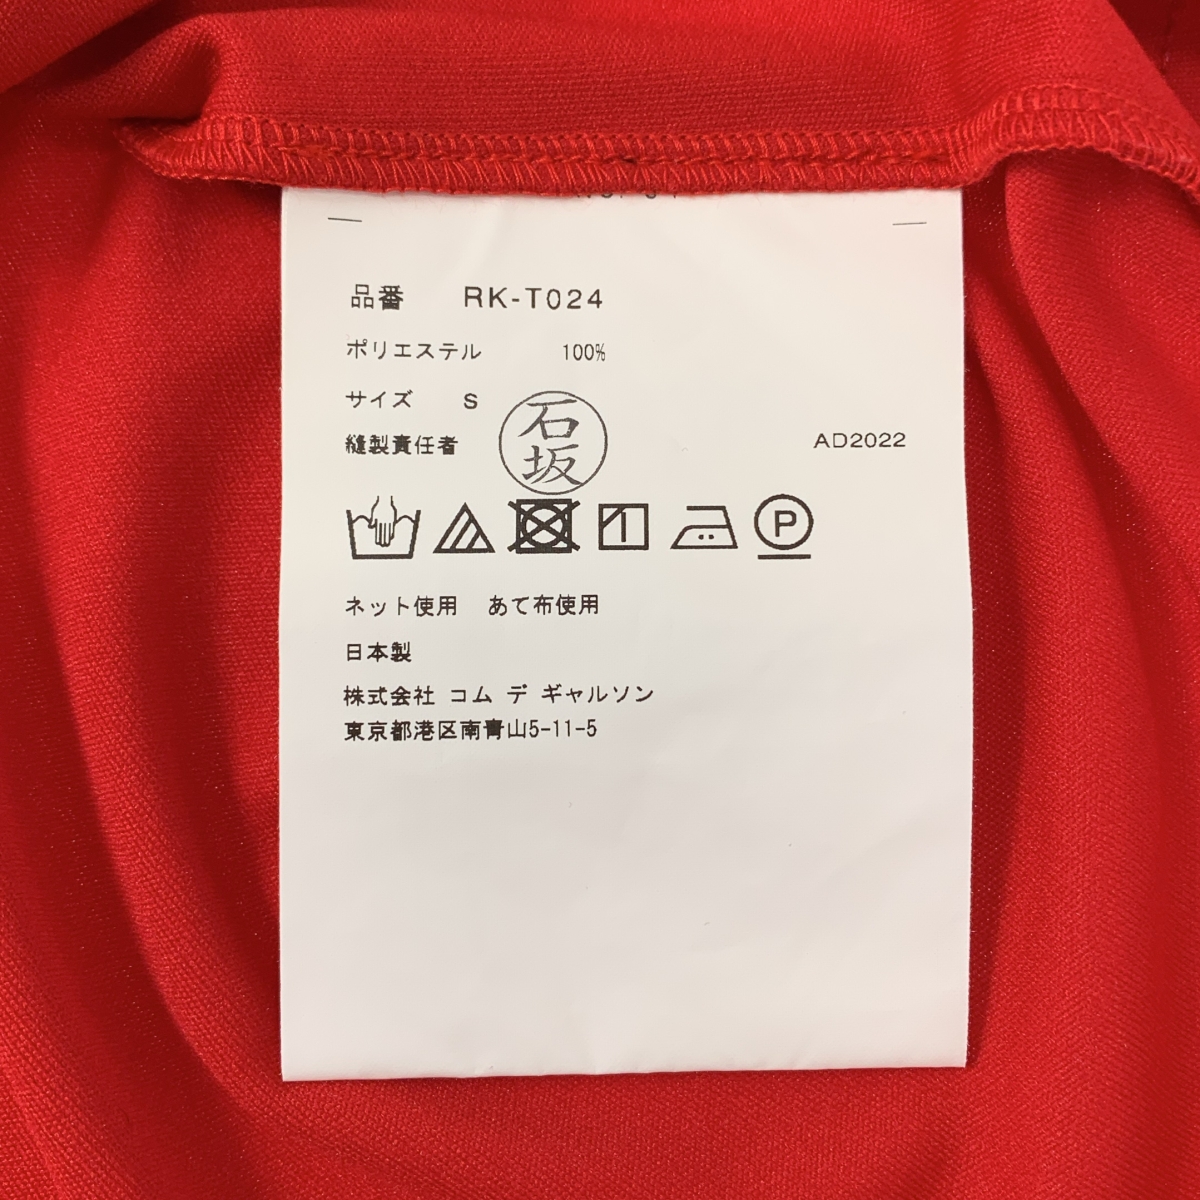 品番 RK-T024
ポリエステル 100%
サイズ S
縫製責任者 石坂
AD2022
P
ネット使用 あて布使用
日本製
株式会社 コム デ ギャルソン
東京都港区南青山5-11-5